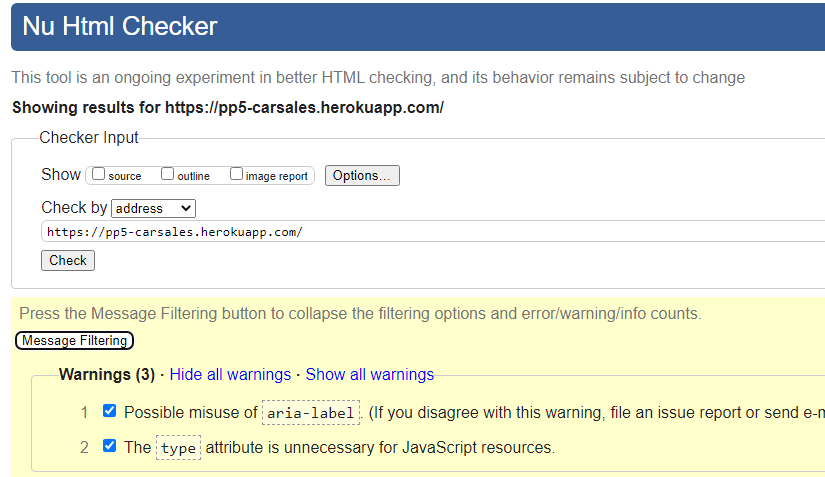 Nu Html Checker
This tool is an ongoing experiment in better HTML checking, and its behavior remains subject to change
Showing results for https://pp5-carsales.herokuapp.com/
Checker Input
Show source outline image report Options...
Check by address
https://pp5-carsales.herokuapp.com/
Check
Press the Message Filtering button to collapse the filtering options and error/warning/info counts.
Message Filtering
Warnings (3) · Hide all warnings · Show all warnings
1 Possible misuse of aria-label. (If you disagree with this warning, file an issue report or send
2 The type attribute is unnecessary for JavaScript resources.